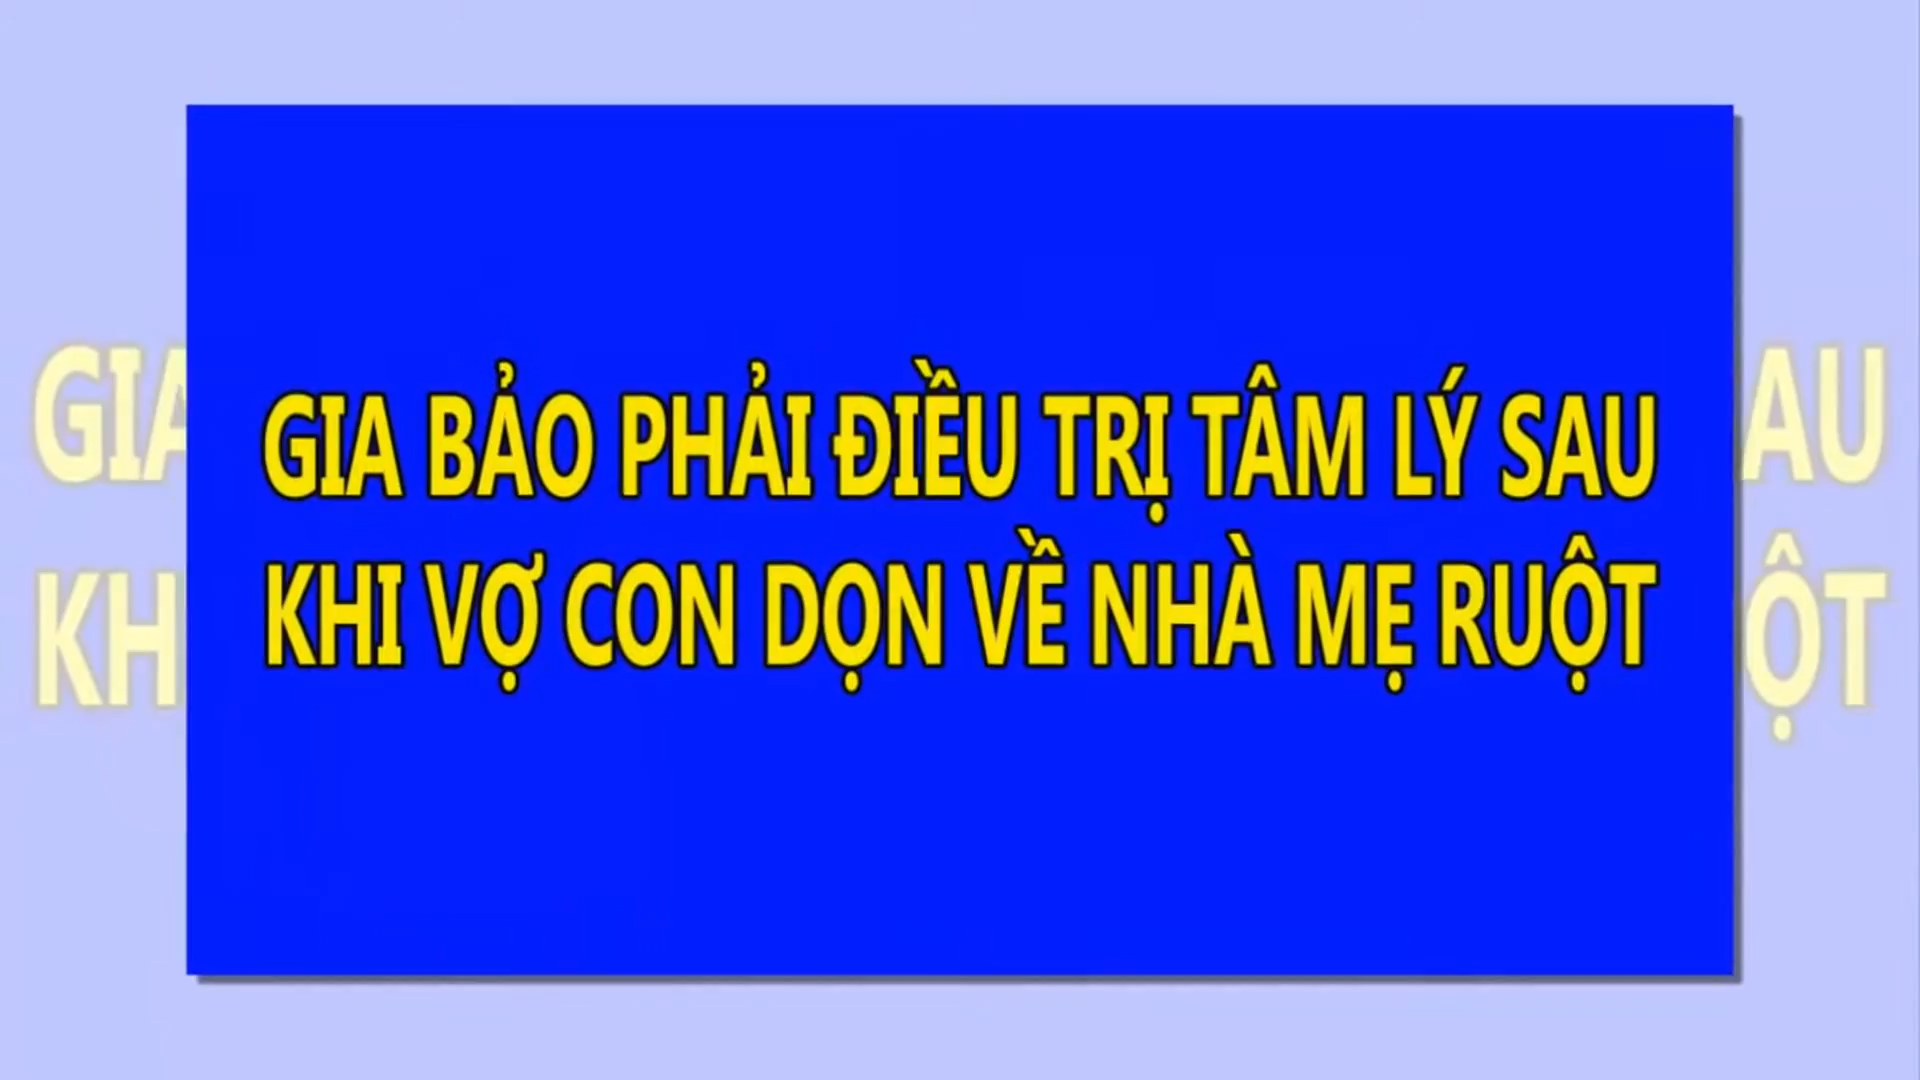 GIA BẢO PHẢI ĐIỀU TRỊ TÂM LÝ SAU
KHI VỢ CON DỌN VỀ NHÀ MẸ RUỘT